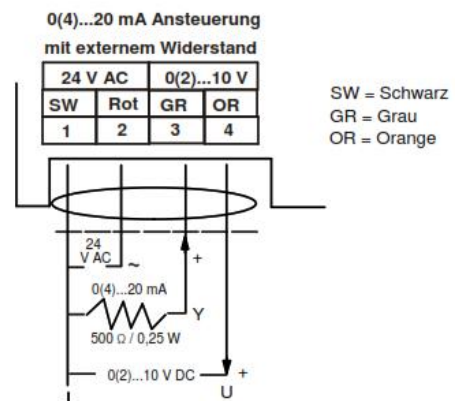 0(4)...20 mA Ansteuerung
mit externem Widerstand
24 V AC 0(2)...10 V
SW Rot GR OR
1 2 3 4
SW = Schwarz
GR = Grau
OR = Orange
24
V AC ~ +
0(4)...20 mA
Y
500 Ω / 0,25 W
0(2)...10 V DC +
U